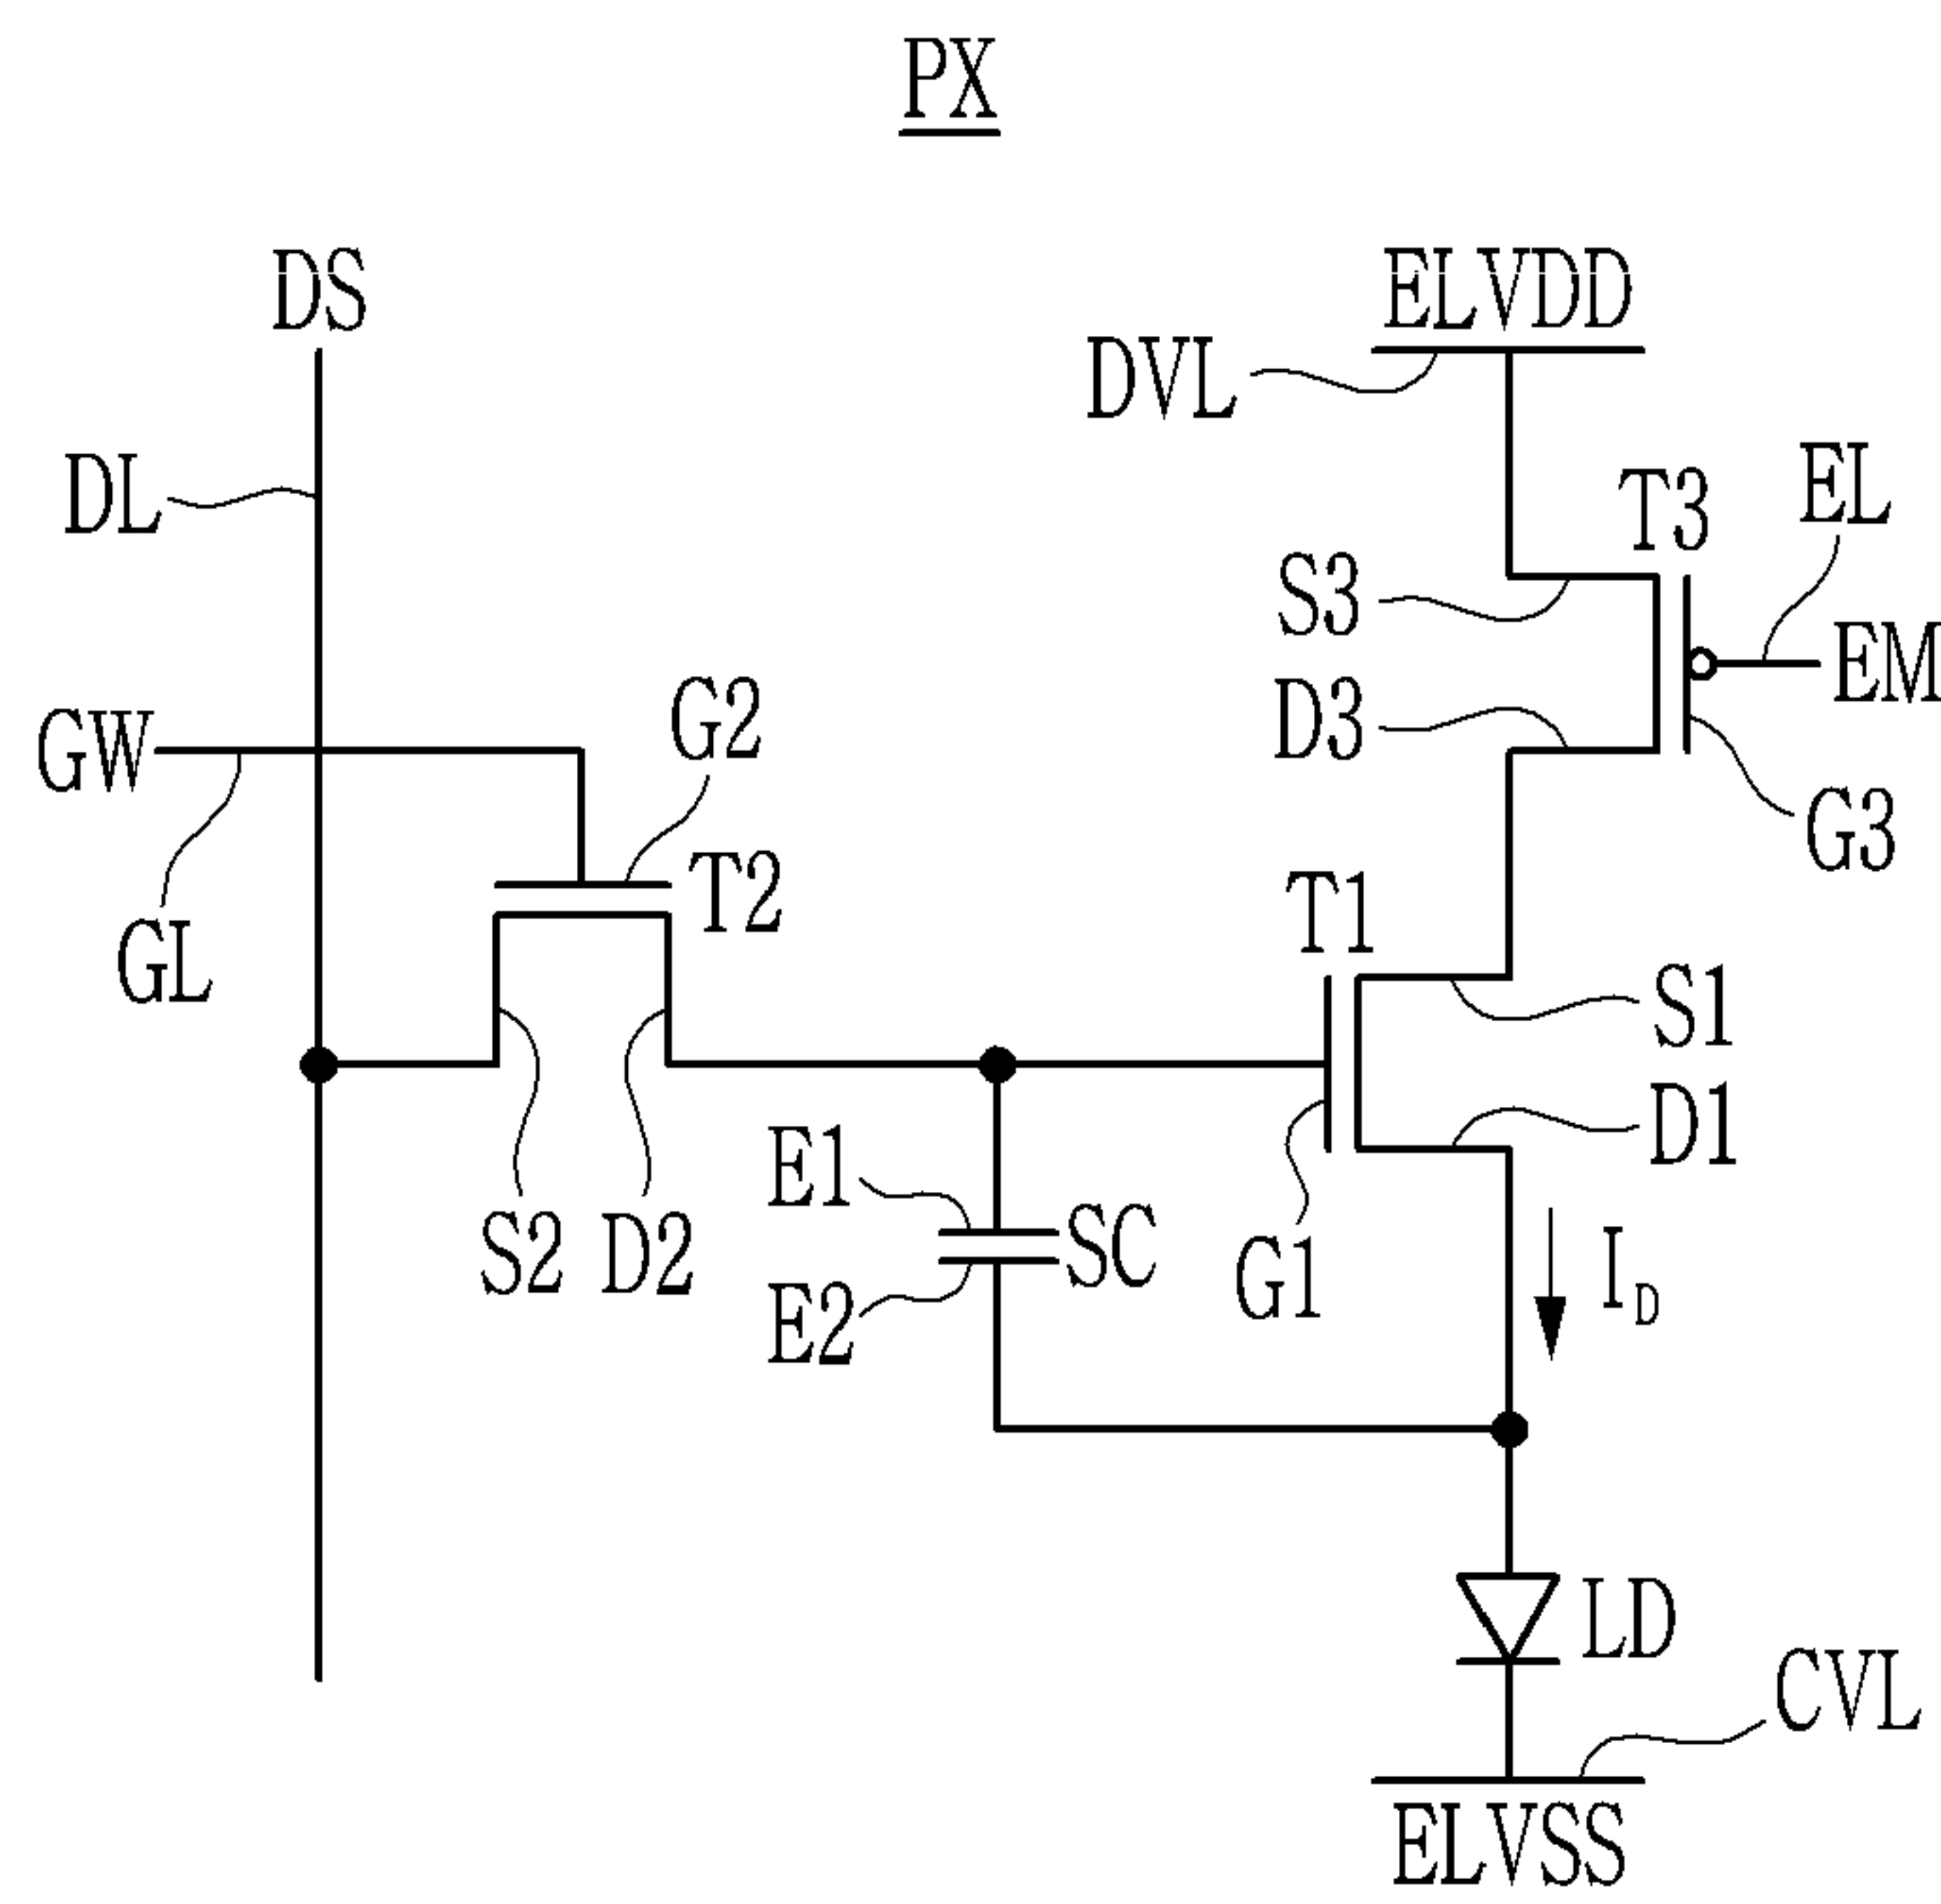 PX
DS
ELVDD
DVL
DL
T3
EL
S3
EM
D3
G2
GW
G3
T2
T1
GL
S1
D1
E1
S2
D2
SC
G1
I_D
E2
LD
CVL
ELVSS